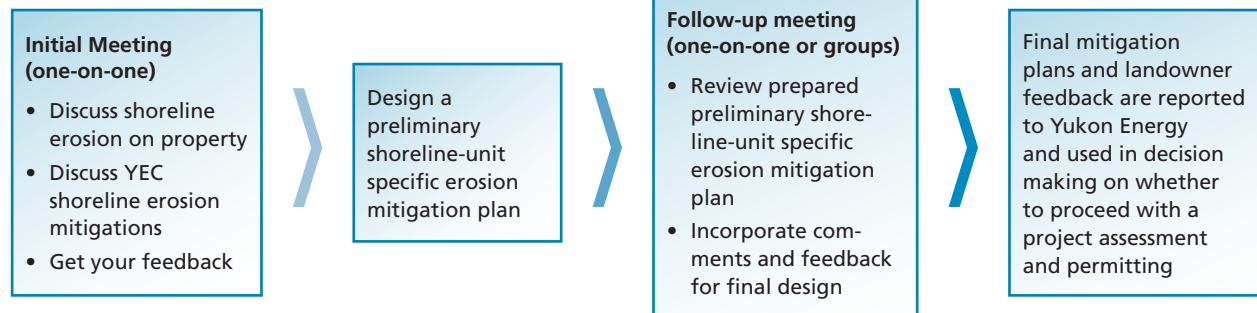 Initial Meeting
(one-on-one)
• Discuss shoreline
erosion on property
• Discuss YEC
shoreline erosion
mitigations
• Get your feedback
Design a
preliminary
shoreline-unit
specific erosion
mitigation plan
Follow-up meeting
(one-on-one or groups)
• Review prepared
preliminary shore-
line-unit specific
erosion mitigation
plan
• Incorporate com-
ments and feedback
for final design
Final mitigation
plans and landowner
feedback are reported
to Yukon Energy
and used in decision
making on whether
to proceed with a
project assessment
and permitting